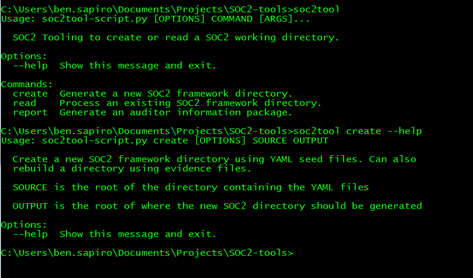 C:\Users\ben.sapiro\Documents\Projects\SOC2-tools>soc2tool
Usage: soc2tool-script.py [OPTIONS] COMMAND [ARGS]...
SOC2 Tooling to create or read a SOC2 working directory.
Options:
--help  Show this message and exit.
Commands:
create  Generate a new SOC2 framework directory.
read    Process an existing SOC2 framework directory.
report  Generate an auditor information package.
C:\Users\ben.sapiro\Documents\Projects\SOC2-tools>soc2tool create --help
Usage: soc2tool-script.py create [OPTIONS] SOURCE OUTPUT
Create a new SOC2 framework directory using YAML seed files. Can also
rebuild a directory using evidence files.
SOURCE is the root of the directory containing the YAML files
OUTPUT is the root of where the new SOC2 directory should be generated
Options:
--help  Show this message and exit.
C:\Users\ben.sapiro\Documents\Projects\SOC2-tools>